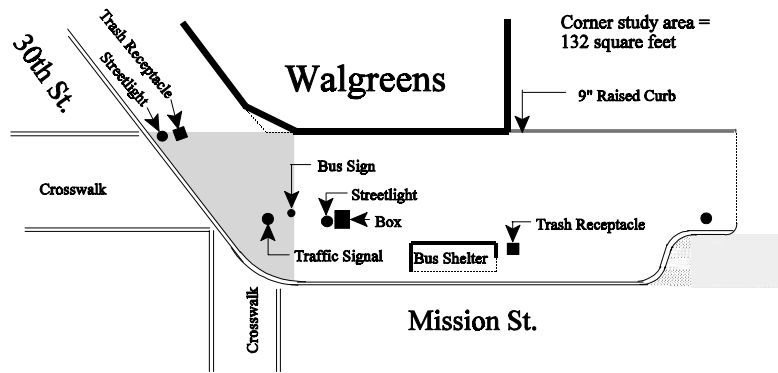 Corner study area =
132 square feet
30th St.
Trash Receptacle
Streetlight
Walgreens
9" Raised Curb
Crosswalk
Bus Sign
Streetlight
Box
Trash Receptacle
Traffic Signal
Bus Shelter
Crosswalk
Mission St.